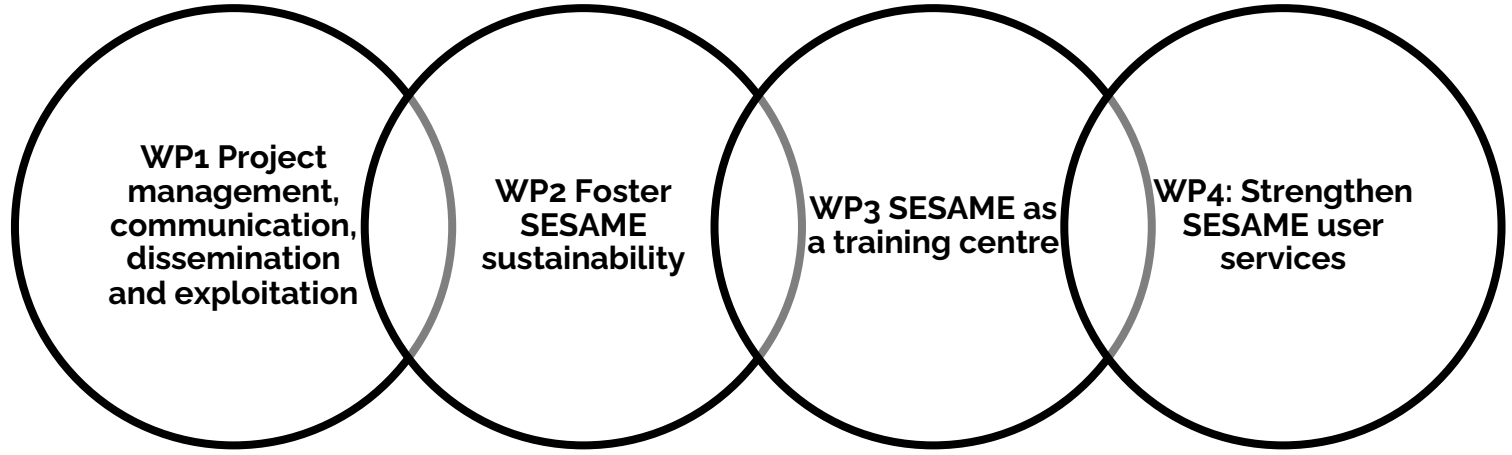 WP1 Project
management,
communication,
dissemination
and exploitation
WP2 Foster
SESAME
sustainability
WP3 SESAME as
a training centre
WP4: Strengthen
SESAME user
services